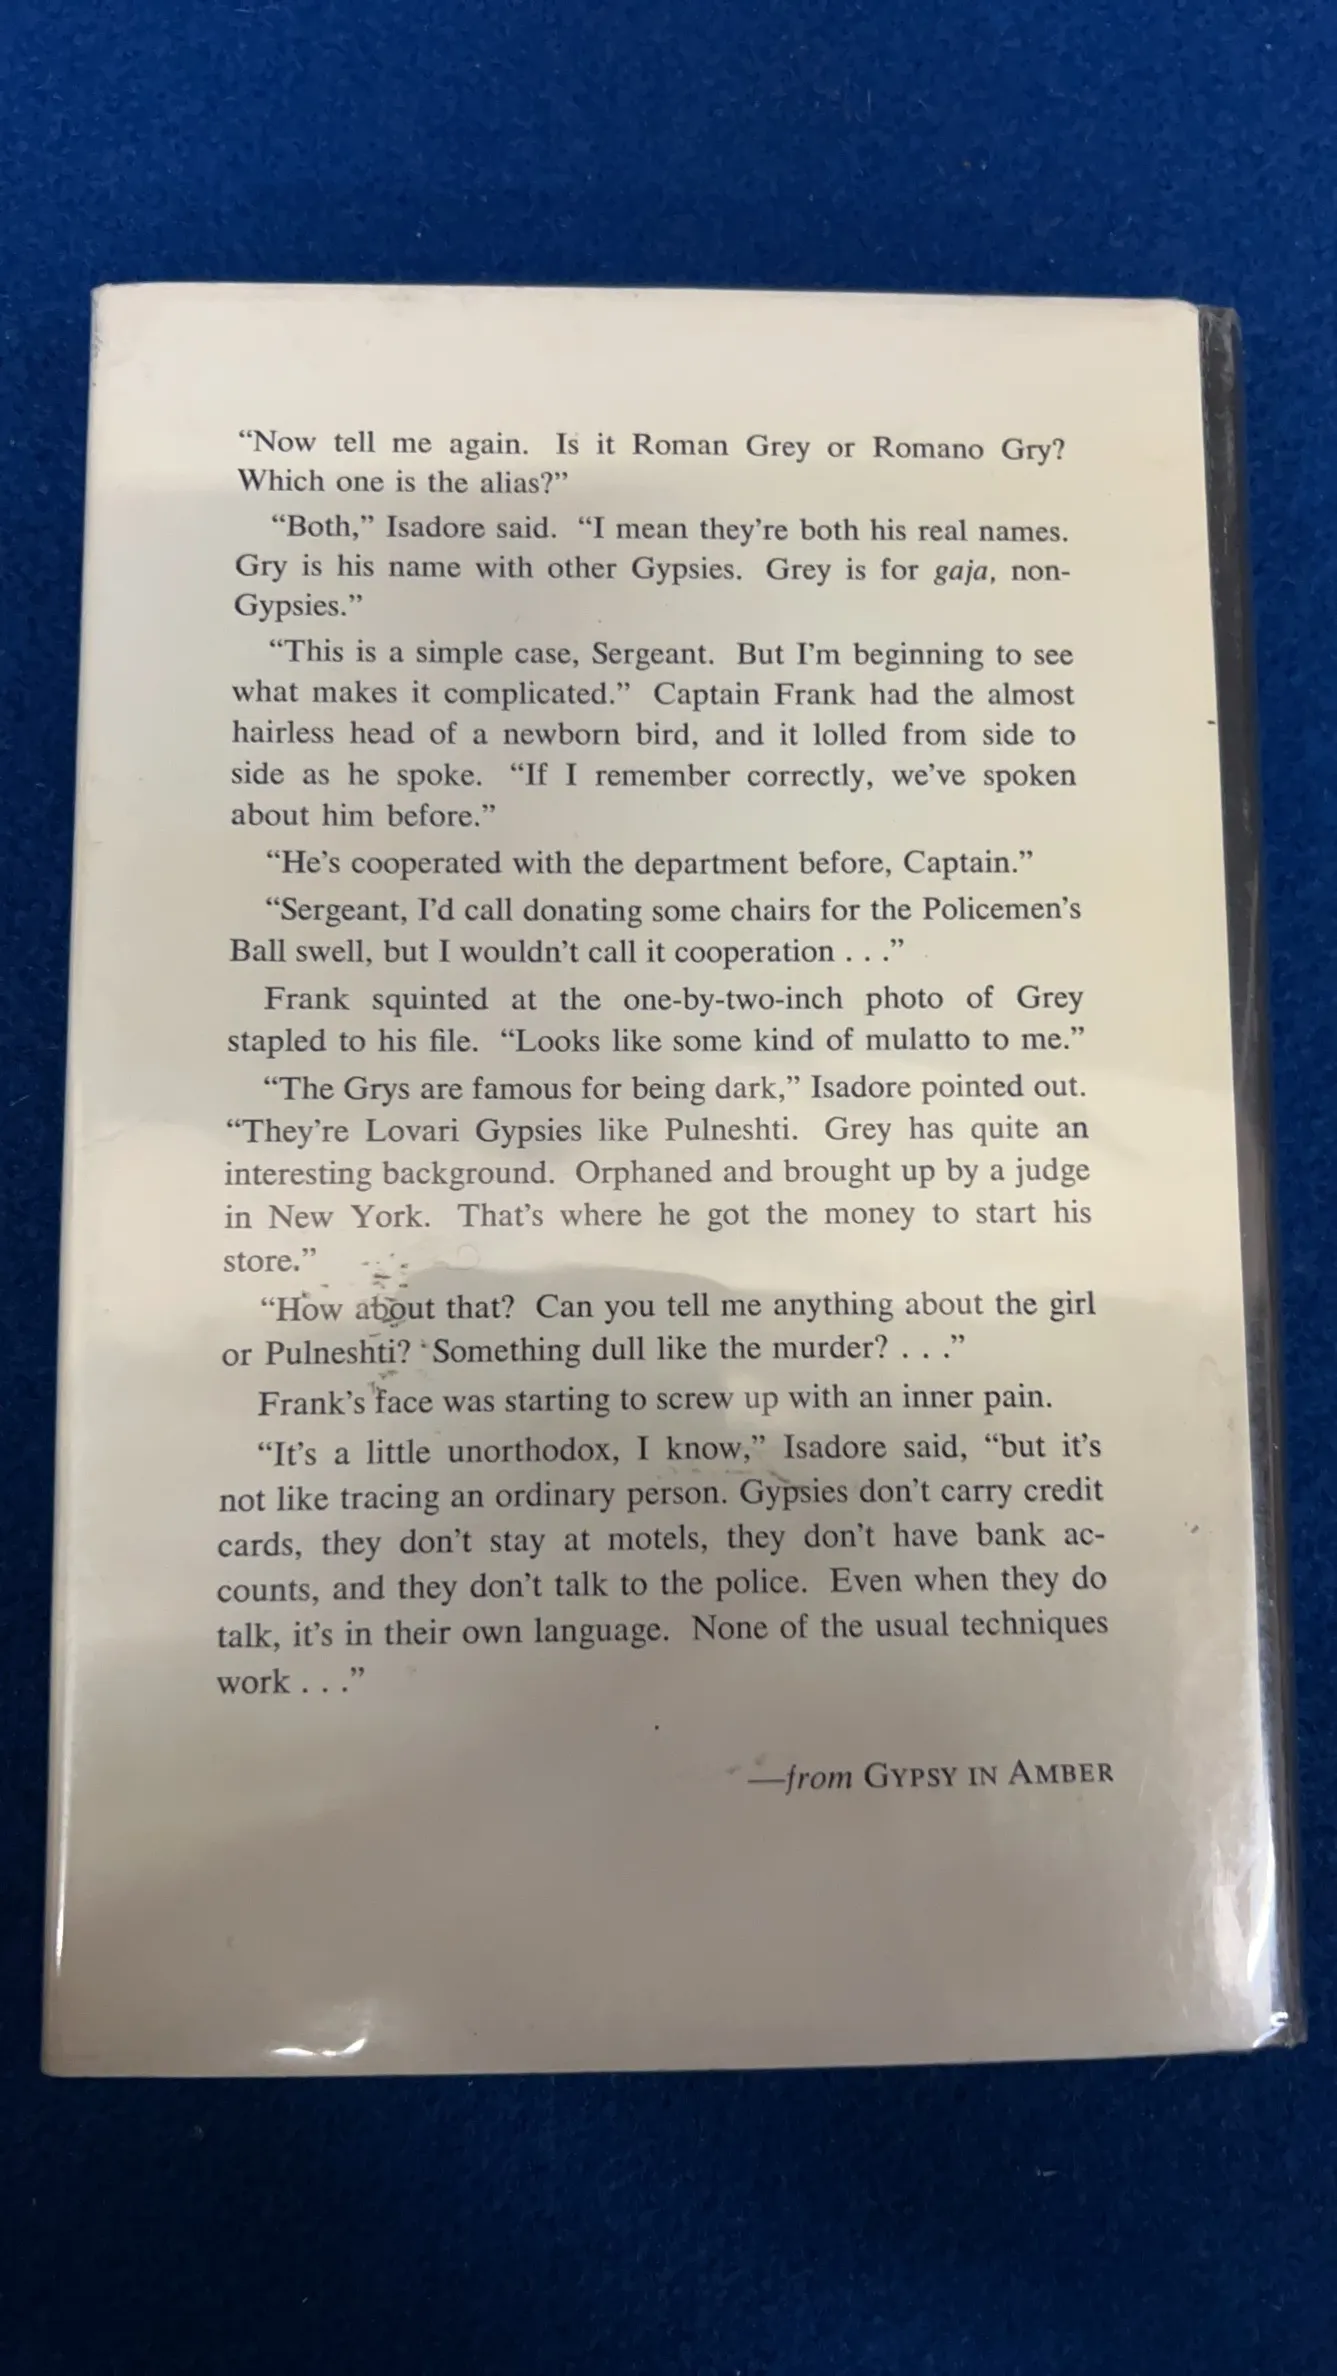 “Now tell me again. Is it Roman Grey or Romano Gry?
Which one is the alias?”
“Both,” Isadore said. “I mean they’re both his real names.
Gry is his name with other Gypsies. Grey is for gaja, non-
Gypsies.”
“This is a simple case, Sergeant. But I’m beginning to see
what makes it complicated.” Captain Frank had the almost
hairless head of a newborn bird, and it lolled from side to
side as he spoke. “If I remember correctly, we’ve spoken
about him before.”
“He’s cooperated with the department before, Captain.”
“Sergeant, I’d call donating some chairs for the Policemen’s
Ball swell, but I wouldn’t call it cooperation . . .”
Frank squinted at the one-by-two-inch photo of Grey
stapled to his file. “Looks like some kind of mulatto to me.”
“The Grys are famous for being dark,” Isadore pointed out.
“They’re Lovari Gypsies like Pulneshti. Grey has quite an
interesting background. Orphaned and brought up by a judge
in New York. That’s where he got the money to start his
store.”
“How about that? Can you tell me anything about the girl
or Pulneshti? Something dull like the murder? . . .”
Frank’s face was starting to screw up with an inner pain.
“It’s a little unorthodox, I know,” Isadore said, “but it’s
not like tracing an ordinary person. Gypsies don’t carry credit
cards, they don’t stay at motels, they don’t have bank ac-
counts, and they don’t talk to the police. Even when they do
talk, it’s in their own language. None of the usual techniques
work . . .”
—from GYPSY IN AMBER